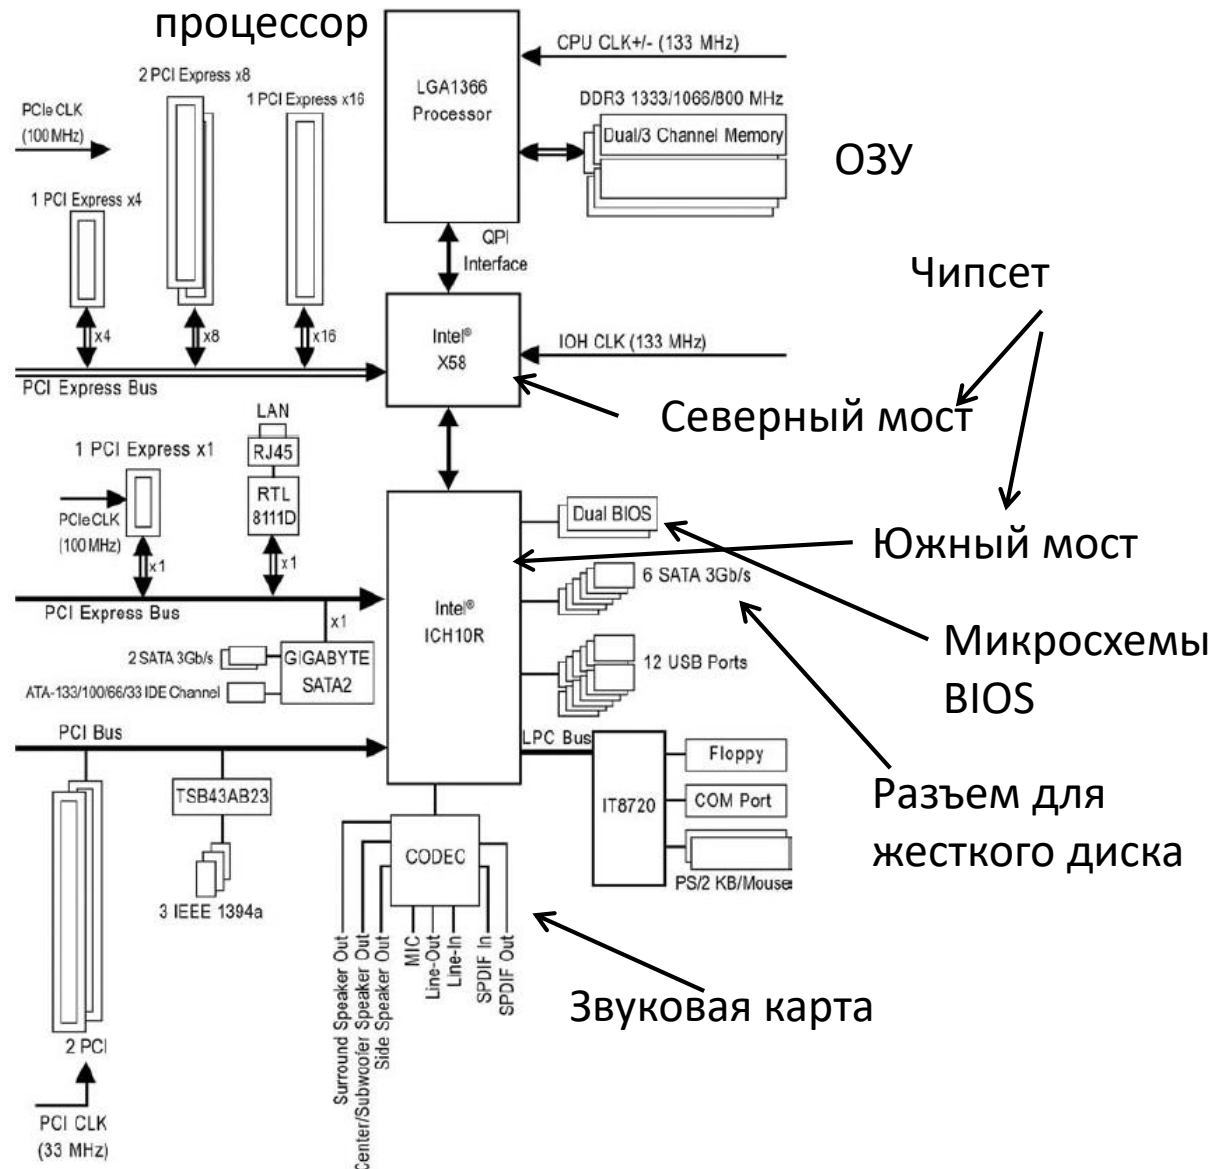 процессор
CPU CLK+/- (133 MHz)
2 PCI Express x8
1 PCI Express x16
LGA1366
Processor
DDR3 1333/1066/800 MHz
PCIe CLK
(100 MHz)
Dual/3 Channel Memory
ОЗУ
1 PCI Express x4
QPI
Interface
Чипсет
x4
x8
x16
Intel®
X58
IOH CLK (133 MHz)
PCI Express Bus
Северный мост
LAN
1 PCI Express x1
RJ45
RTL
8111D
PCIe CLK
(100 MHz)
Dual BIOS
Южный мост
x1
x1
6 SATA 3Gb/s
PCI Express Bus
Intel®
ICH10R
x1
2 SATA 3Gb/s
GIGABYTE
SATA2
12 USB Ports
Микросхемы
BIOS
ATA-133/100/66/33 IDE Channel
PCI Bus
LPC Bus
Floppy
TSB43AB23
IT8720
COM Port
Разъем для
жесткого диска
CODEC
PS/2 KB/Mouse
3 IEEE 1394a
Surround Speaker Out
Center/Subwoofer Speaker Out
Side Speaker Out
MIC
Line-Out
Line-In
SPDIF In
SPDIF Out
Звуковая карта
2 PCI
PCI CLK
(33 MHz)